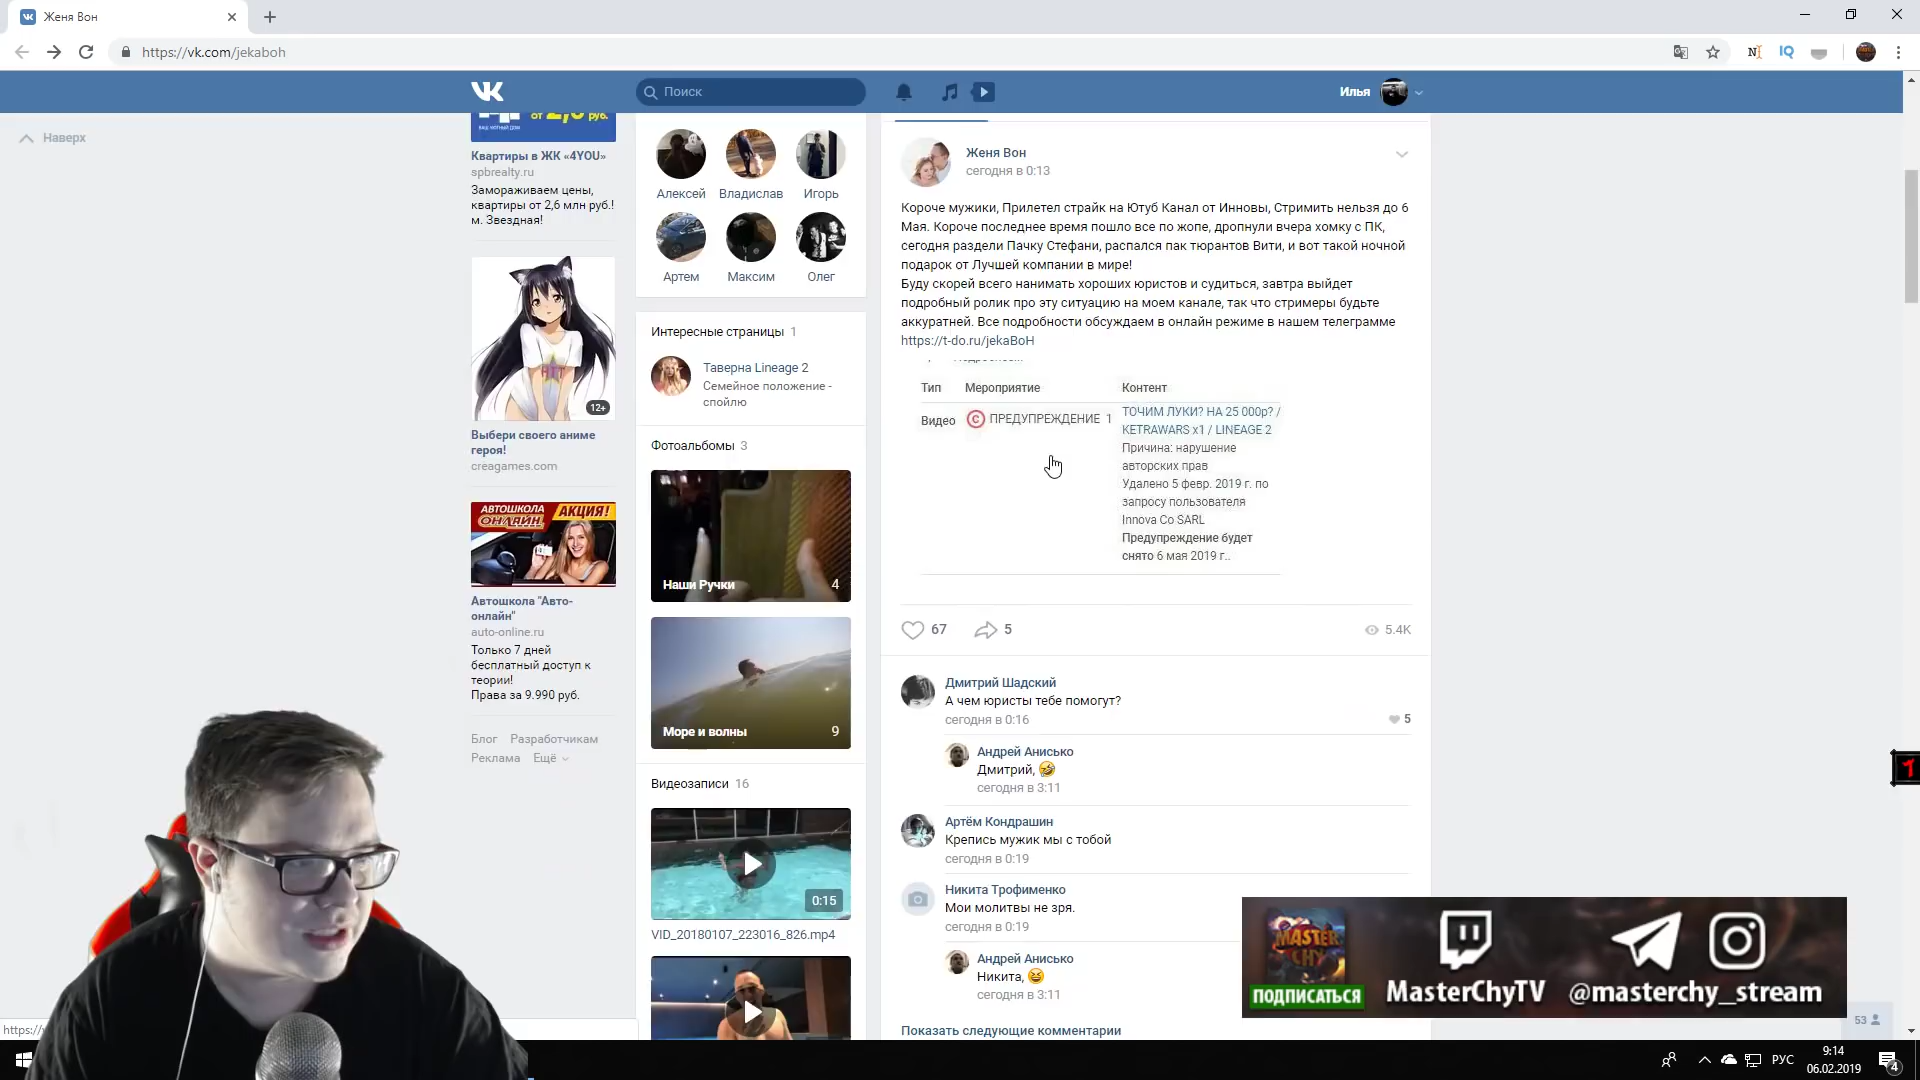 Женя Вон
https://vk.com/jekaboh
Поиск
Илья
Наверх
ВАШ УЮТНЫЙ ДОМ
от 2,6 млн руб.
Квартиры в ЖК «4YOU»
spbrealty.ru
Замораживаем цены,
квартиры от 2,6 млн руб.!
м. Звездная!
12+
Выбери своего аниме
героя!
creagames.com
АВТОШКОЛА
ОНЛАЙН
АКЦИЯ!
Автошкола "Авто-
онлайн"
auto-online.ru
Только 7 дней
бесплатный доступ к
теории!
Права за 9.990 руб.
Блог Разработчикам
Реклама Ещё
Алексей Владислав Игорь
Артем Максим Олег
Интересные страницы 1
Таверна Lineage 2
Семейное положение -
спойлю
Фотоальбомы 3
Наши Ручки 4
Море и волны 9
Видеозаписи 16
0:15
VID_20180107_223016_826.mp4
Женя Вон
сегодня в 0:13
Короче мужики, Прилетел страйк на Ютуб Канал от Инновы, Стримить нельзя до 6
Мая. Короче последнее время пошло все по жопе, дропнули вчера хомку с ПК,
сегодня раздели Пачку Стефани, распался пак тюрантов Вити, и вот такой ночной
подарок от Лучшей компании в мире!
Буду скорей всего нанимать хороших юристов и судиться, завтра выйдет
подробный ролик про эту ситуацию на моем канале, так что стримеры будьте
аккуратней. Все подробности обсуждаем в онлайн режиме в нашем телеграмме
https://t-do.ru/jekaBoH
Тип Мероприятие Контент
Видео ПРЕДУПРЕЖДЕНИЕ 1
ТОЧИМ ЛУКИ? НА 25 000р? /
KETRAWARS x1 / LINEAGE 2
Причина: нарушение
авторских прав
Удалено 5 февр. 2019 г. по
запросу пользователя
Innova Co SARL
Предупреждение будет
снято 6 мая 2019 г..
67 5 5.4K
Дмитрий Шадский
А чем юристы тебе помогут?
сегодня в 0:16 5
Андрей Анисько
Дмитрий, 🤣
сегодня в 3:11
Артём Кондрашин
Крепись мужик мы с тобой
сегодня в 0:19
Никита Трофименко
Мои молитвы не зря.
сегодня в 0:19
Андрей Анисько
Никита, 😆
сегодня в 3:11
Показать следующие комментарии
MASTER
CHY
ПОДПИСАТЬСЯ
MasterChyTV
@masterchy_stream
53
1
https://
РУС
9:14
06.02.2019
4